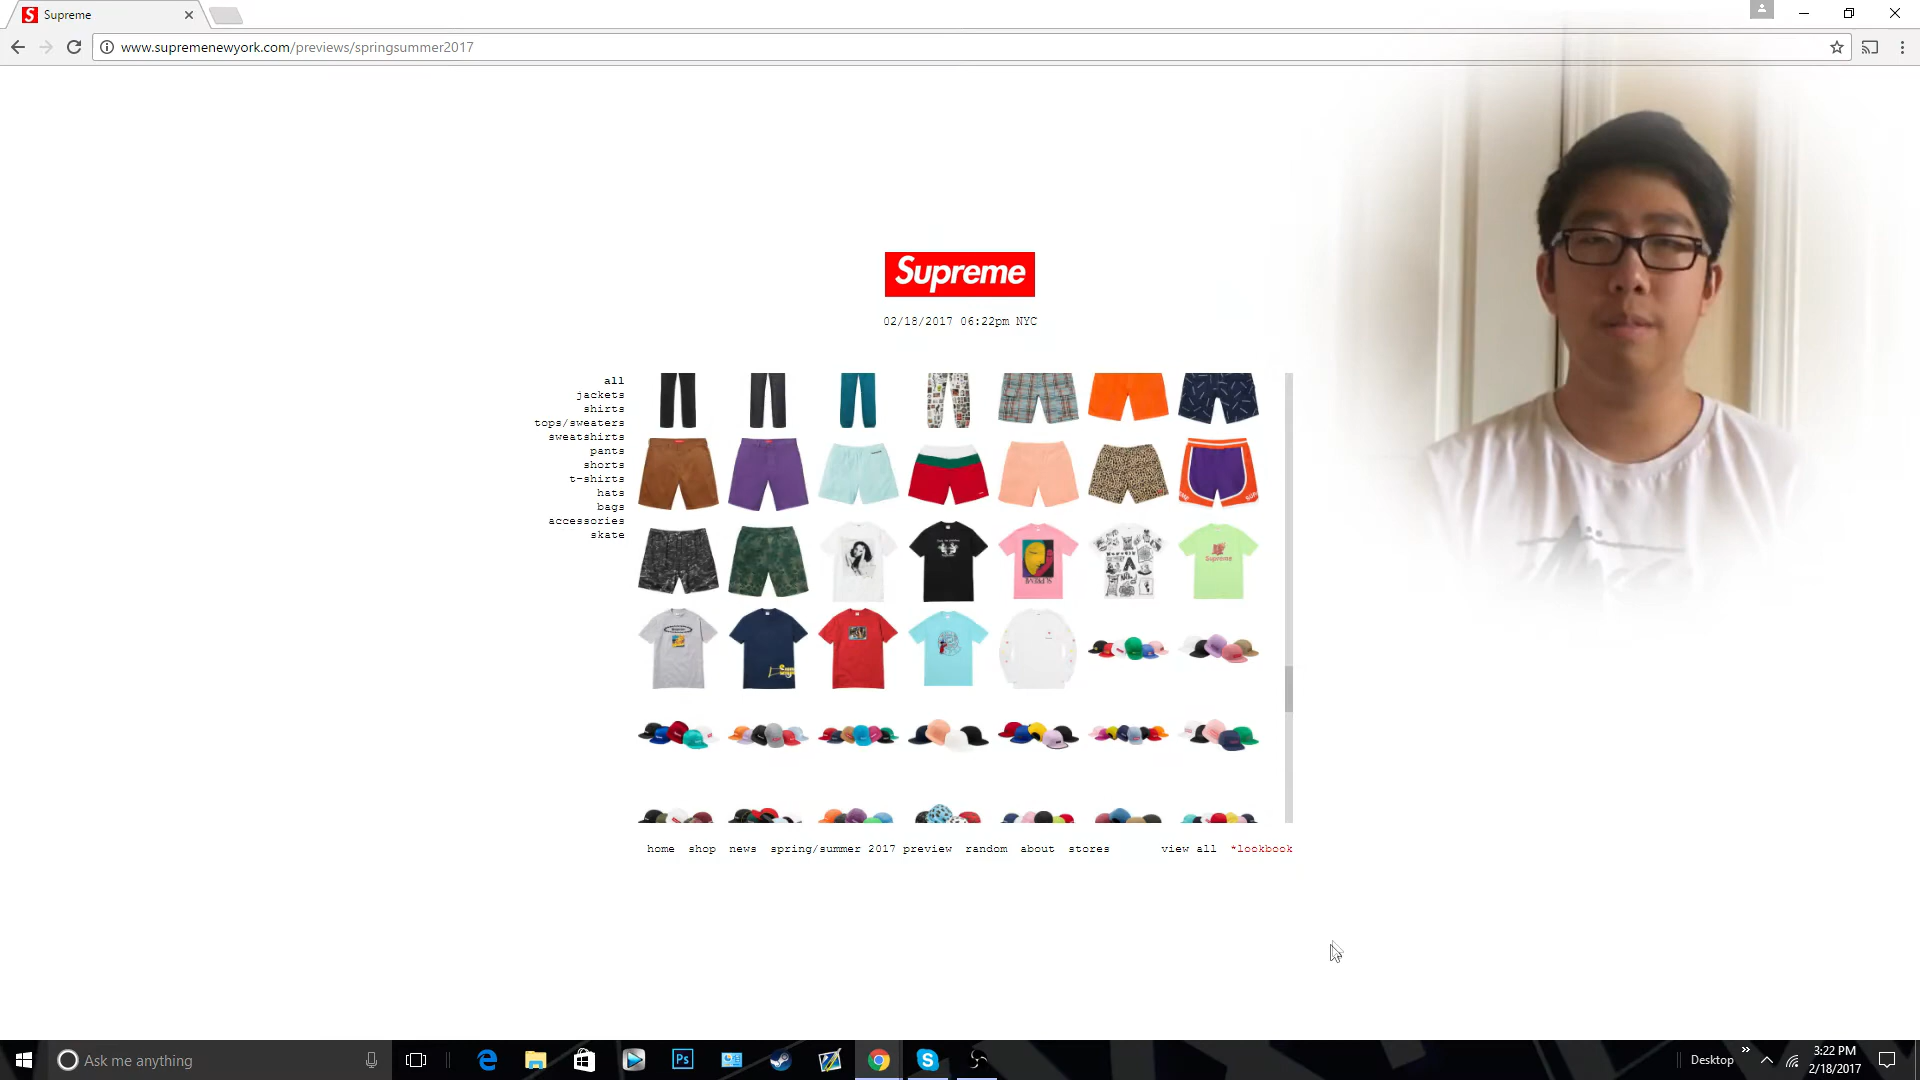 Supreme
www.supremenewyork.com/previews/springsummer2017
Supreme
02/18/2017 06:22pm NYC
all
jackets
shirts
tops/sweaters
sweatshirts
pants
shorts
t-shirts
hats
bags
accessories
skate
Supreme
home shop news spring/summer 2017 preview random about stores view all *lookbook
Ask me anything
Ps
Desktop
3:22 PM
2/18/2017